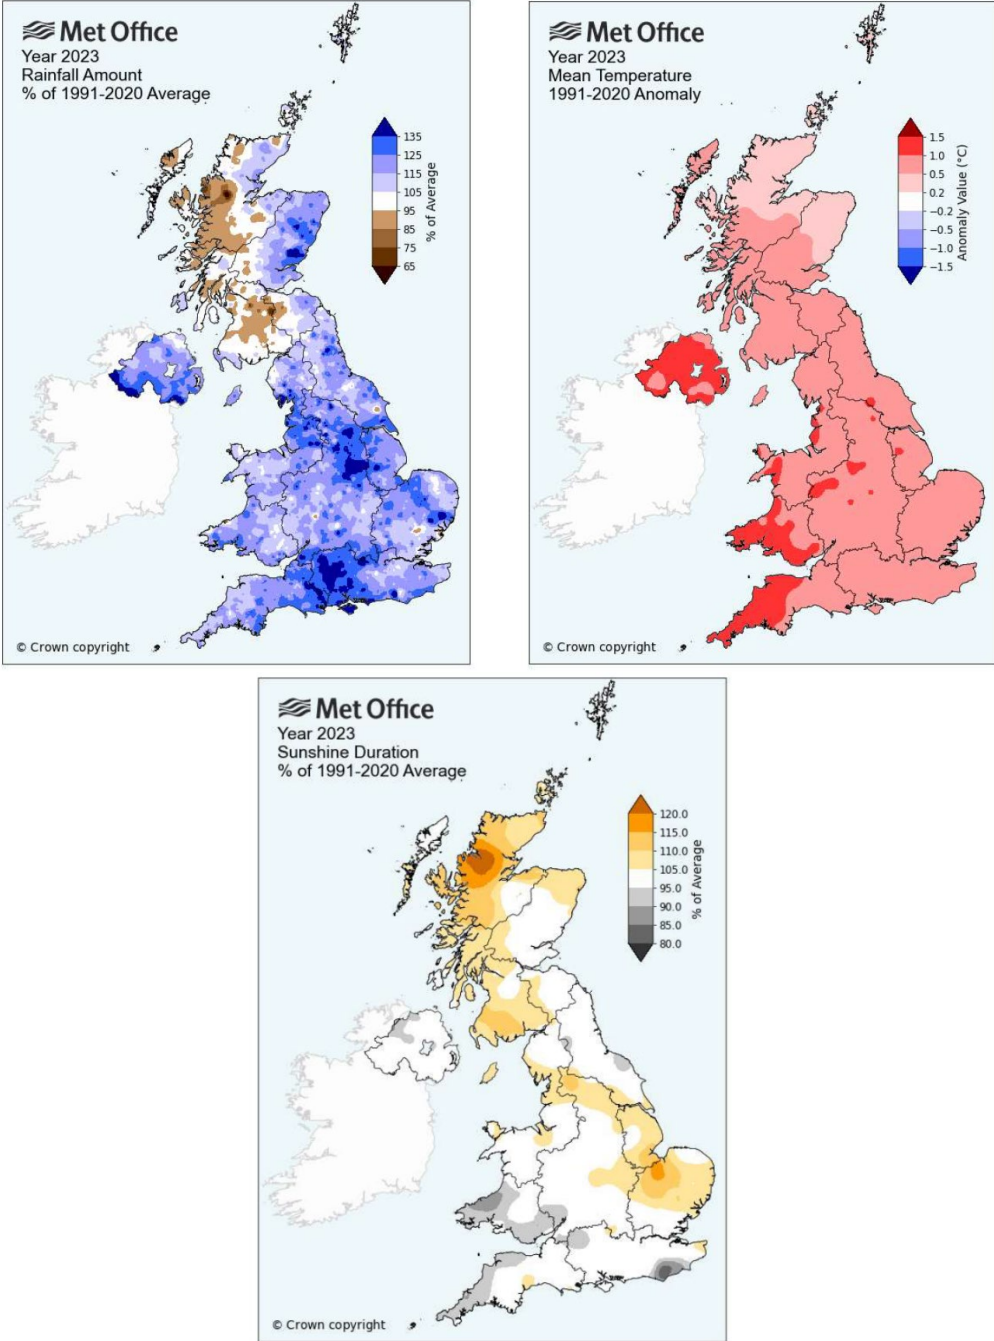 Met Office
Year 2023
Rainfall Amount
% of 1991-2020 Average
135
125
115
105
95
85
75
65
% of Average
© Crown copyright
Met Office
Year 2023
Mean Temperature
1991-2020 Anomaly
1.5
1.0
0.5
0.2
−0.2
−0.5
−1.0
−1.5
Anomaly Value (°C)
© Crown copyright
Met Office
Year 2023
Sunshine Duration
% of 1991-2020 Average
120.0
115.0
110.0
105.0
95.0
90.0
85.0
80.0
% of Average
© Crown copyright